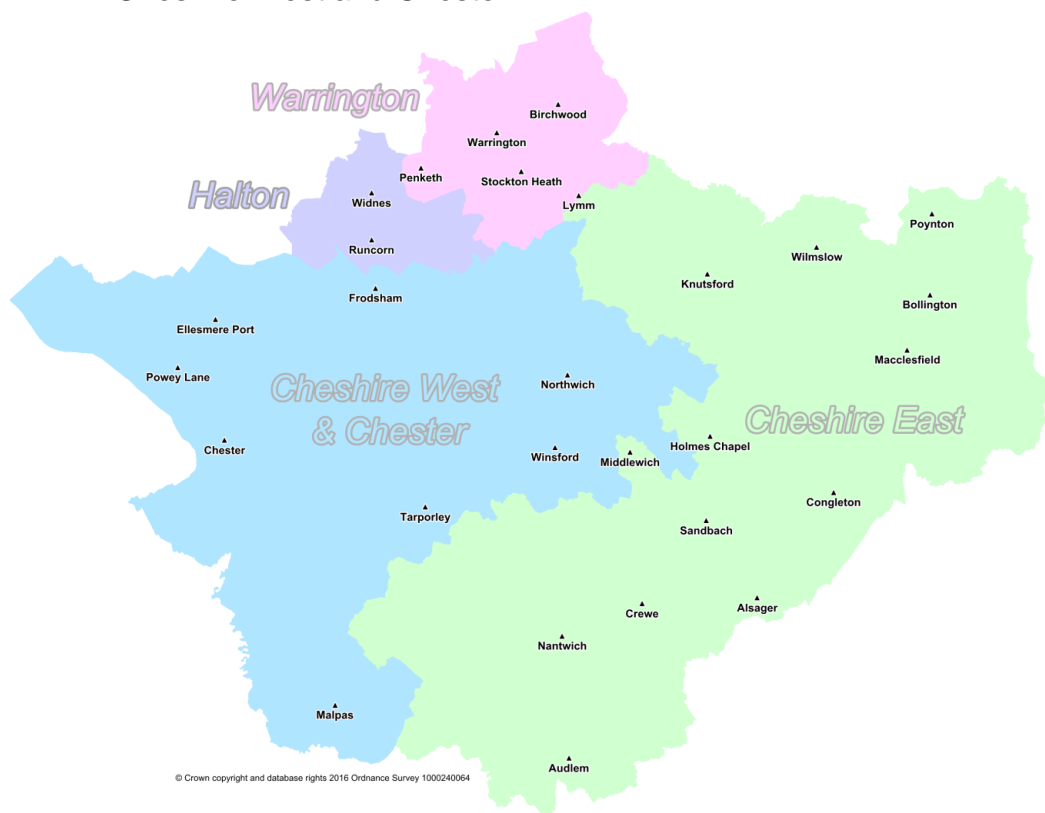 Warrington
Birchwood
Warrington
Penketh
Stockton Heath
Halton
Widnes
Lymm
Runcorn
Poynton
Wilmslow
Knutsford
Frodsham
Bollington
Ellesmere Port
Macclesfield
Powey Lane
Cheshire West
& Chester
Northwich
Cheshire East
Chester
Holmes Chapel
Winsford
Middlewich
Congleton
Tarporley
Sandbach
Crewe
Alsager
Nantwich
Malpas
Audlem
© Crown copyright and database rights 2016 Ordnance Survey 1000240064